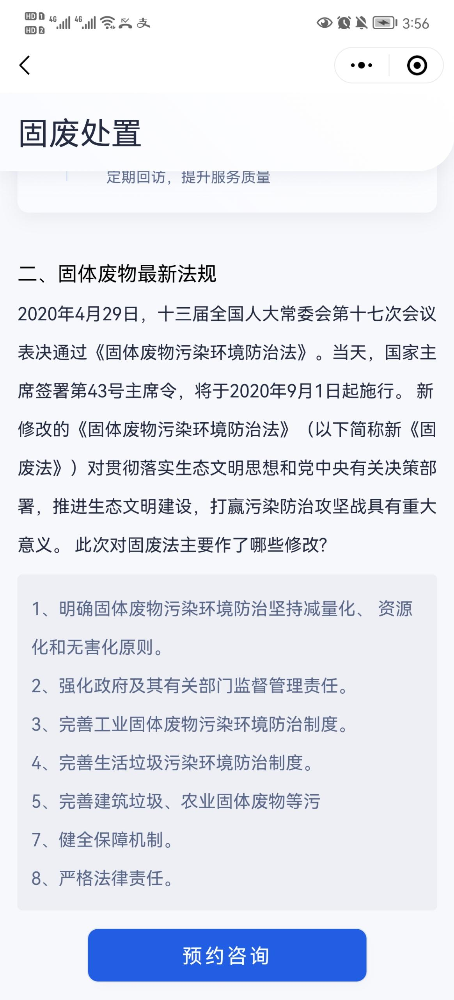 HD 1 4G 4G 支 3:56
HD 2
固废处置
定期回访，提升服务质量
二、固体废物最新法规
2020年4月29日，十三届全国人大常委会第十七次会议
表决通过《固体废物污染环境防治法》。当天，国家主
席签署第43号主席令，将于2020年9月1日起施行。 新
修改的《固体废物污染环境防治法》（以下简称新《固
废法》）对贯彻落实生态文明思想和党中央有关决策部
署，推进生态文明建设，打赢污染防治攻坚战具有重大
意义。 此次对固废法主要作了哪些修改?
1、明确固体废物污染环境防治坚持减量化、 资源
化和无害化原则。
2、强化政府及其有关部门监督管理责任。
3、完善工业固体废物污染环境防治制度。
4、完善生活垃圾污染环境防治制度。
5、完善建筑垃圾、农业固体废物等污
7、健全保障机制。
8、严格法律责任。
预约咨询